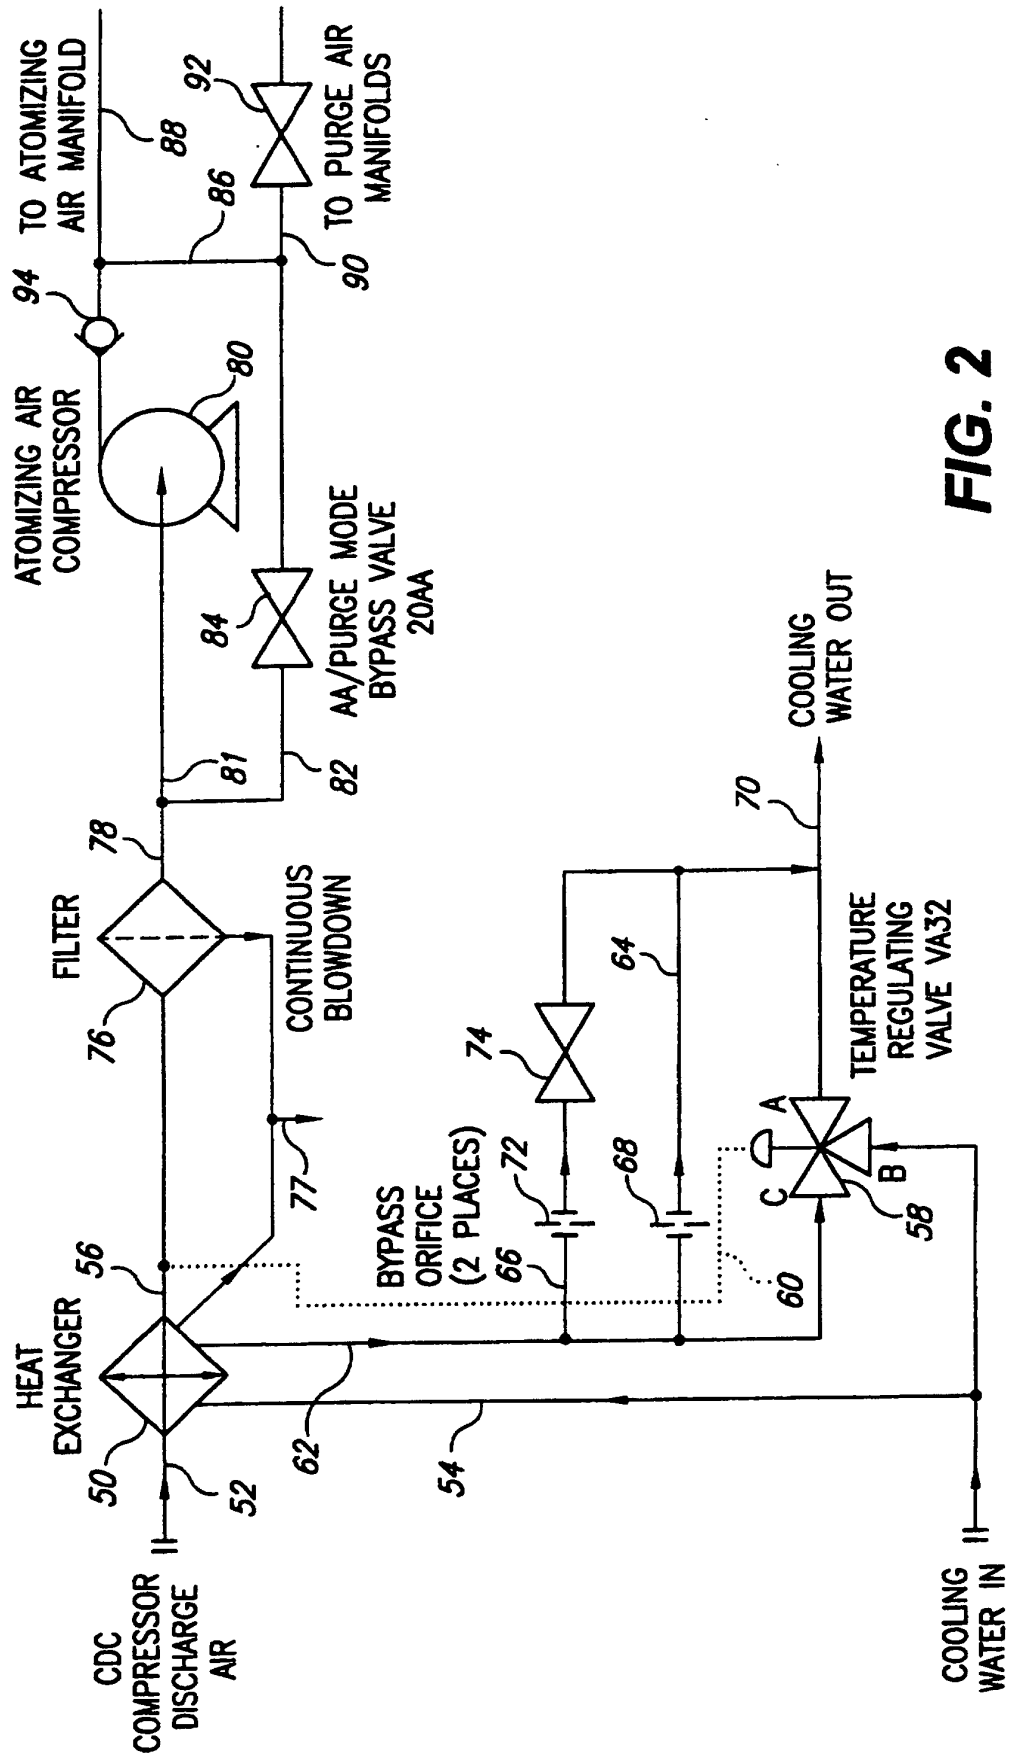 CDC
COMPRESSOR
DISCHARGE
AIR
52
50
HEAT
EXCHANGER
56
76
FILTER
78
81
ATOMIZING AIR
COMPRESSOR
80
94
TO ATOMIZING
AIR MANIFOLD
88
86
92
90
TO PURGE AIR
MANIFOLDS
84
82
AA/PURGE MODE
BYPASS VALVE
20AA
CONTINUOUS
BLOWDOWN
77
62
54
BYPASS
ORIFICE
(2 PLACES)
66
72
74
68
64
60
C
A
B
58
TEMPERATURE
REGULATING
VALVE VA32
70
COOLING
WATER OUT
COOLING
WATER IN
FIG. 2